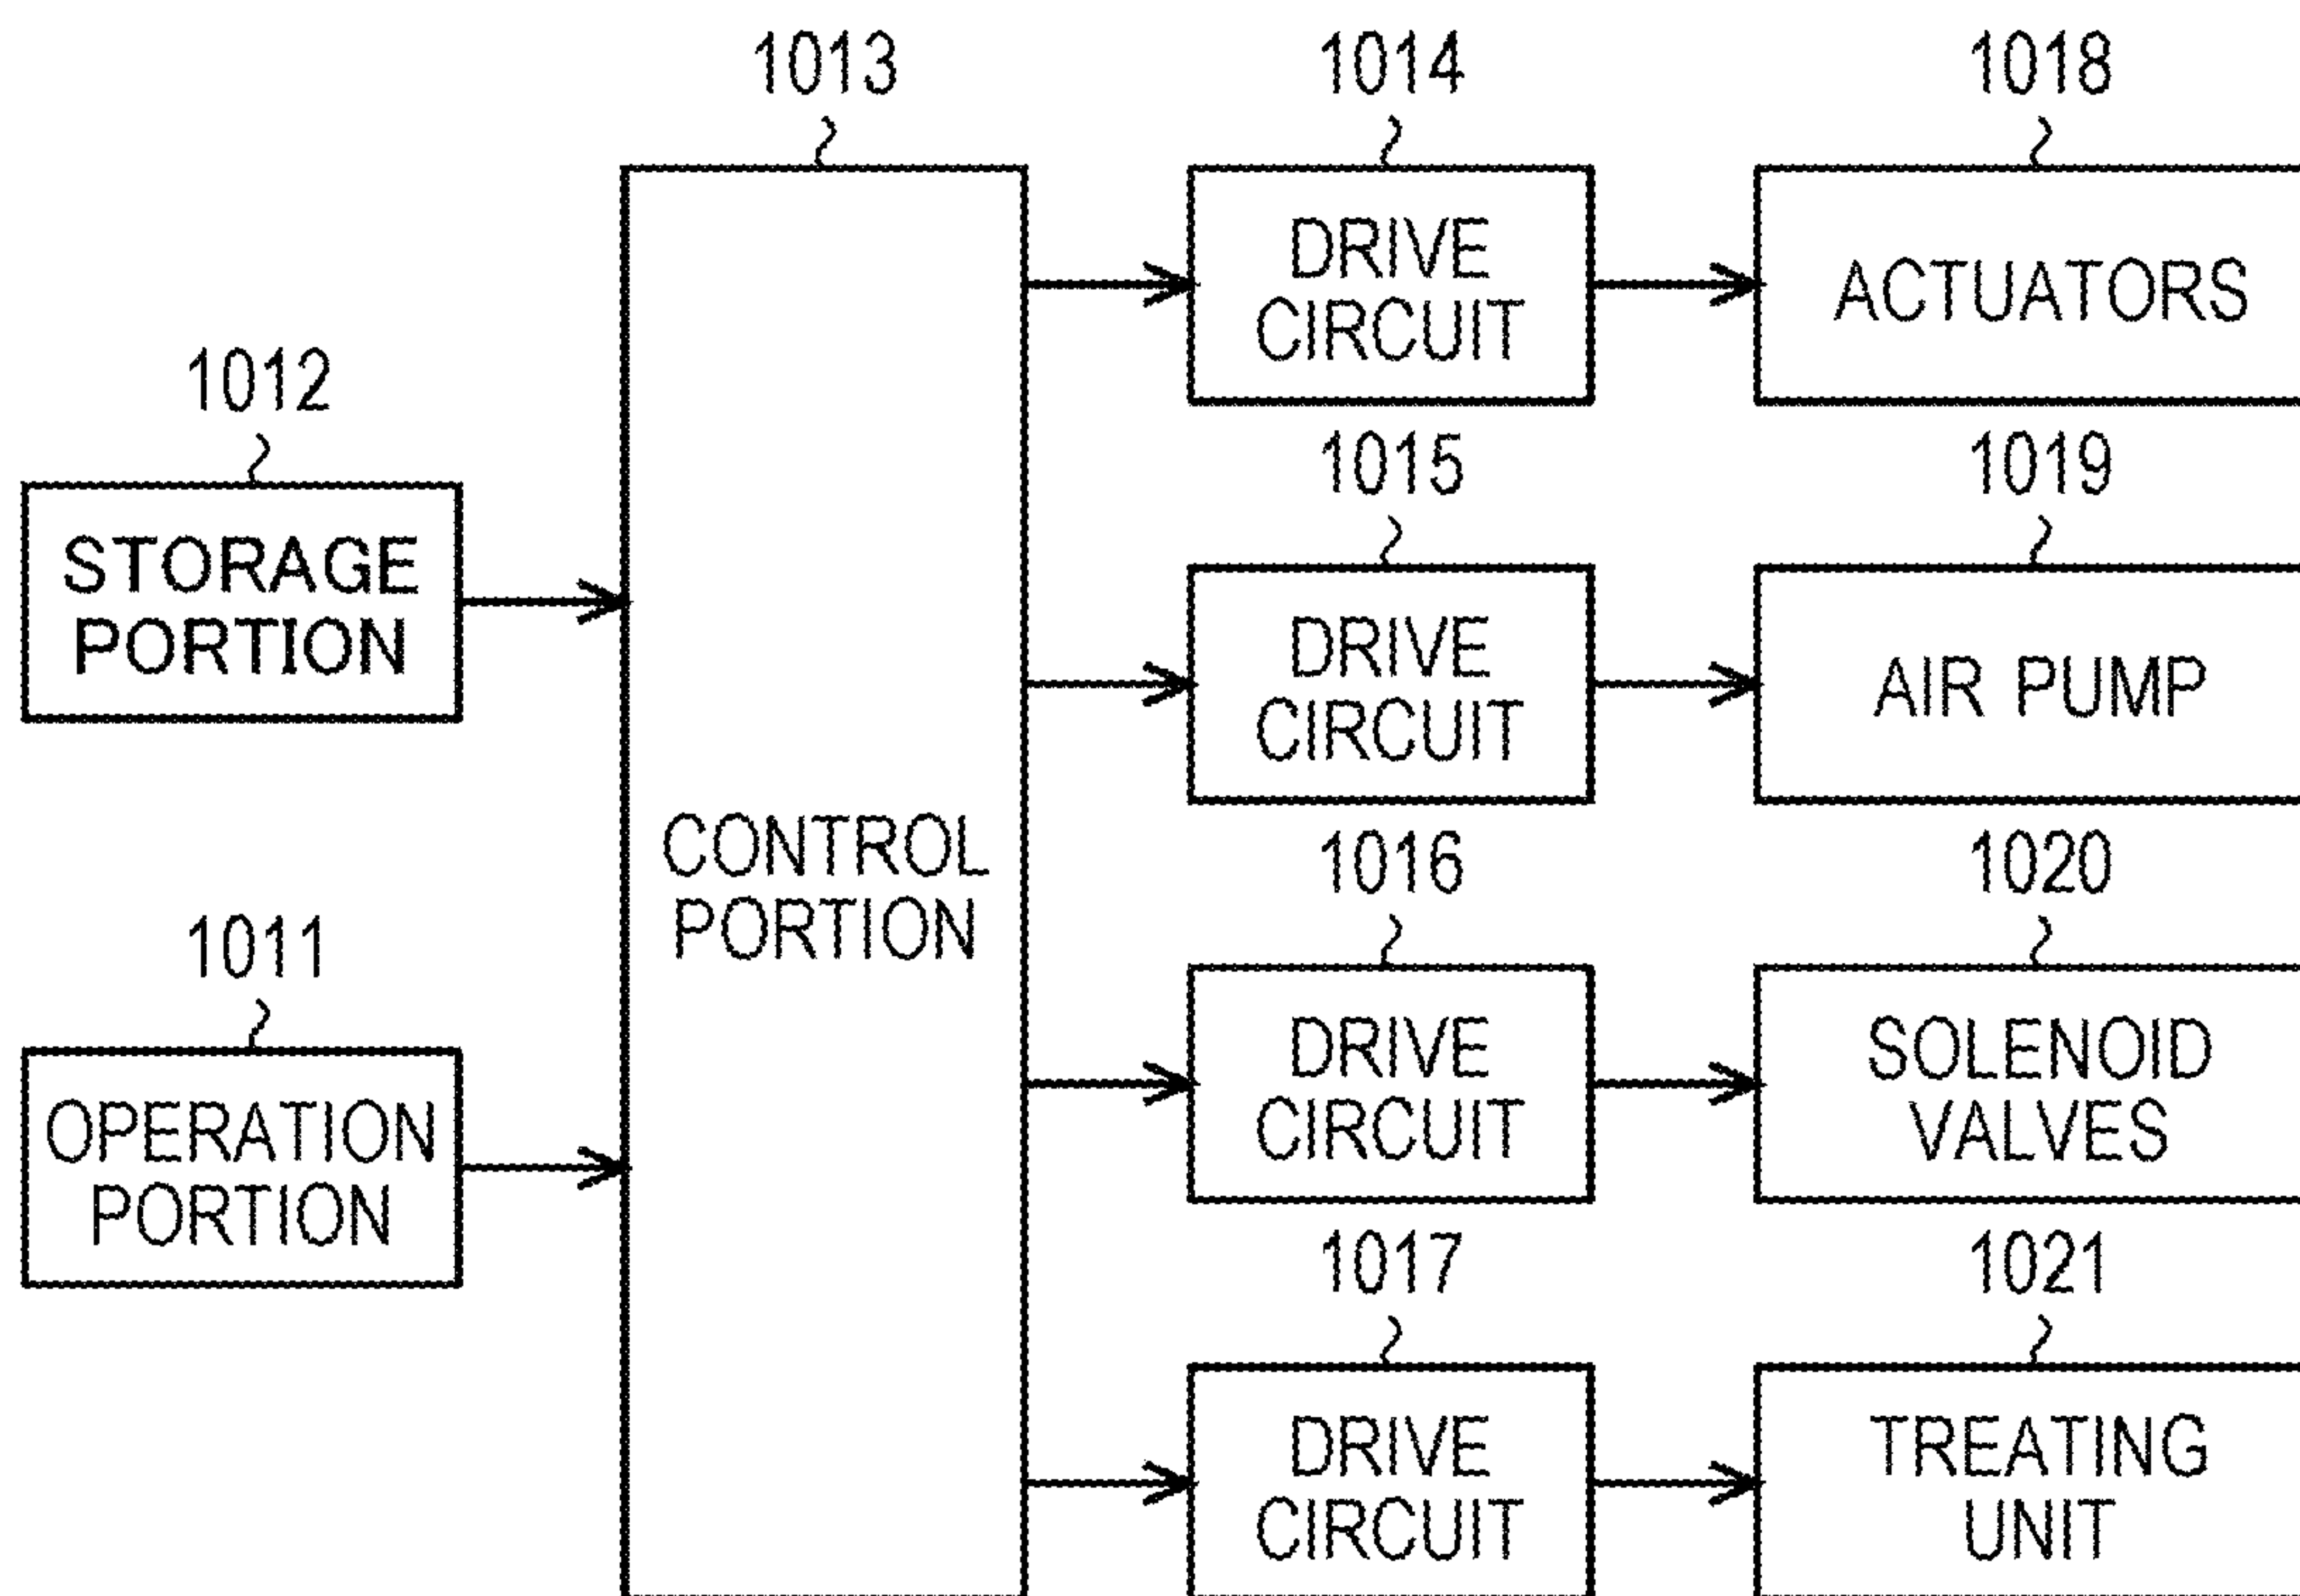 1013
1014
1018
DRIVE
CIRCUIT
ACTUATORS
1012
STORAGE
PORTION
1015
1019
DRIVE
CIRCUIT
AIR PUMP
CONTROL
PORTION
1016
1020
1011
OPERATION
PORTION
DRIVE
CIRCUIT
SOLENOID
VALVES
1017
1021
DRIVE
CIRCUIT
TREATING
UNIT